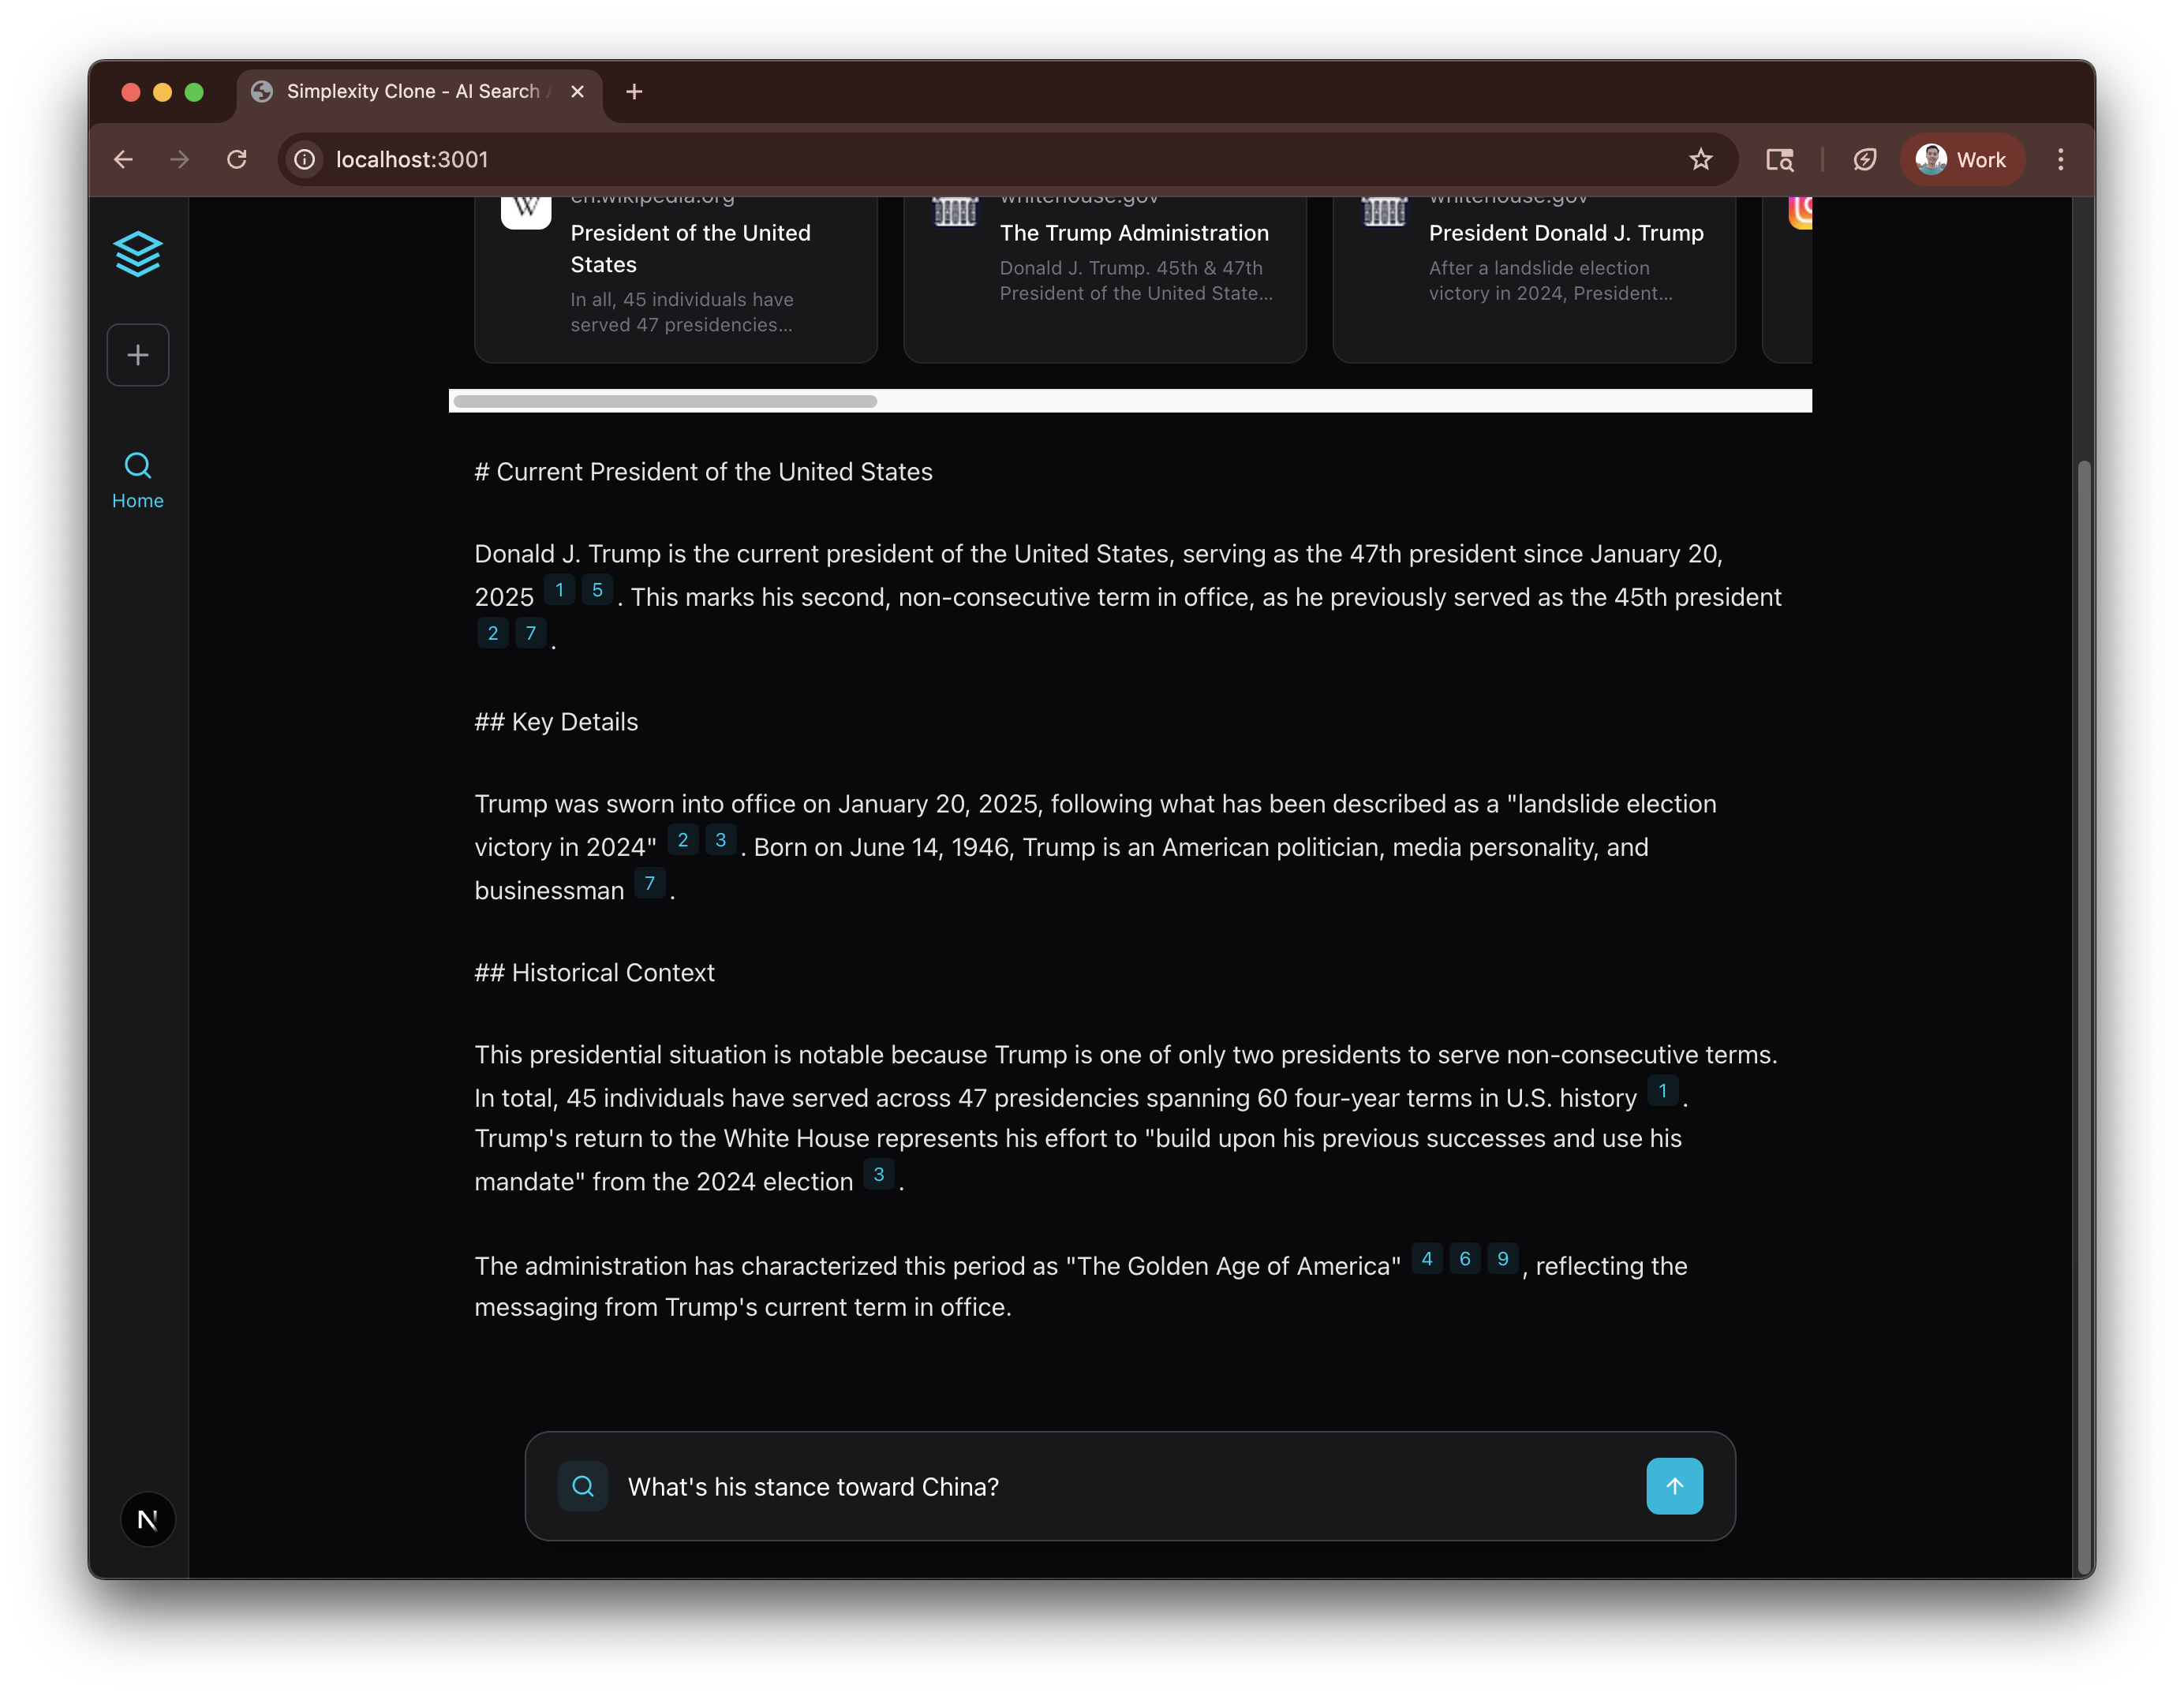 Simplexity Clone - AI Search
localhost:3001
Work
en.wikipedia.org
President of the United
States
In all, 45 individuals have
served 47 presidencies...
whitehouse.gov
The Trump Administration
Donald J. Trump. 45th & 47th
President of the United State...
whitehouse.gov
President Donald J. Trump
After a landslide election
victory in 2024, President...
Home
# Current President of the United States
Donald J. Trump is the current president of the United States, serving as the 47th president since January 20,
2025 1 5 . This marks his second, non-consecutive term in office, as he previously served as the 45th president
2 7 .
## Key Details
Trump was sworn into office on January 20, 2025, following what has been described as a "landslide election
victory in 2024" 2 3 . Born on June 14, 1946, Trump is an American politician, media personality, and
businessman 7 .
## Historical Context
This presidential situation is notable because Trump is one of only two presidents to serve non-consecutive terms.
In total, 45 individuals have served across 47 presidencies spanning 60 four-year terms in U.S. history 1 .
Trump's return to the White House represents his effort to "build upon his previous successes and use his
mandate" from the 2024 election 3 .
The administration has characterized this period as "The Golden Age of America" 4 6 9 , reflecting the
messaging from Trump's current term in office.
What's his stance toward China?
N